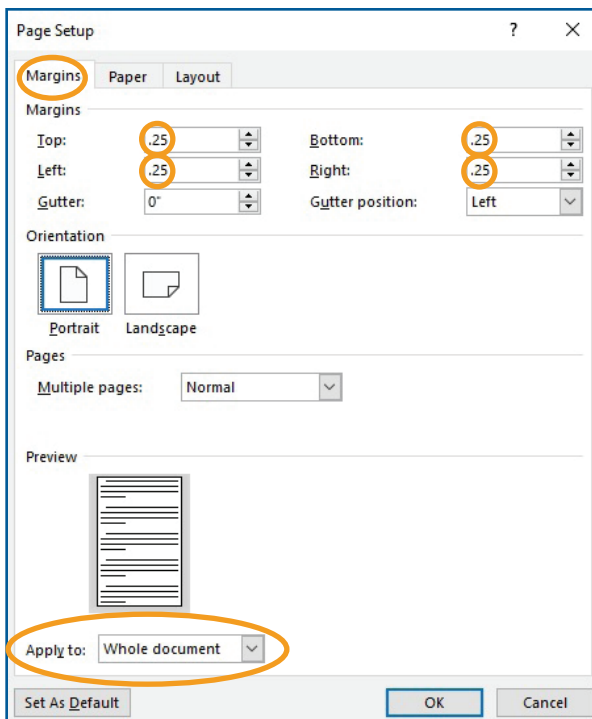 Page Setup ? ×
Margins Paper Layout
Margins
Top: .25 Bottom: .25
Left: .25 Right: .25
Gutter: 0" Gutter position: Left
Orientation
Portrait Landscape
Pages
Multiple pages: Normal
Preview
Apply to: Whole document
Set As Default OK Cancel